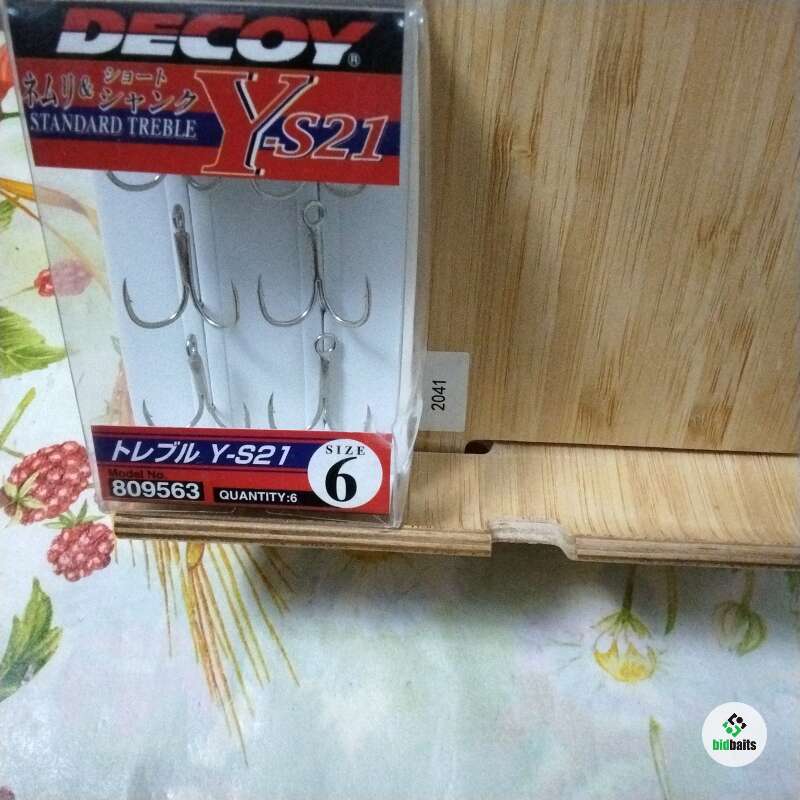 DECOY®
ネムリ& ショート シャンク
STANDARD TREBLE
Y-S21
トレブル Y-S21
SIZE 6
Model No.
809563
QUANTITY:6
2041
bidbaits